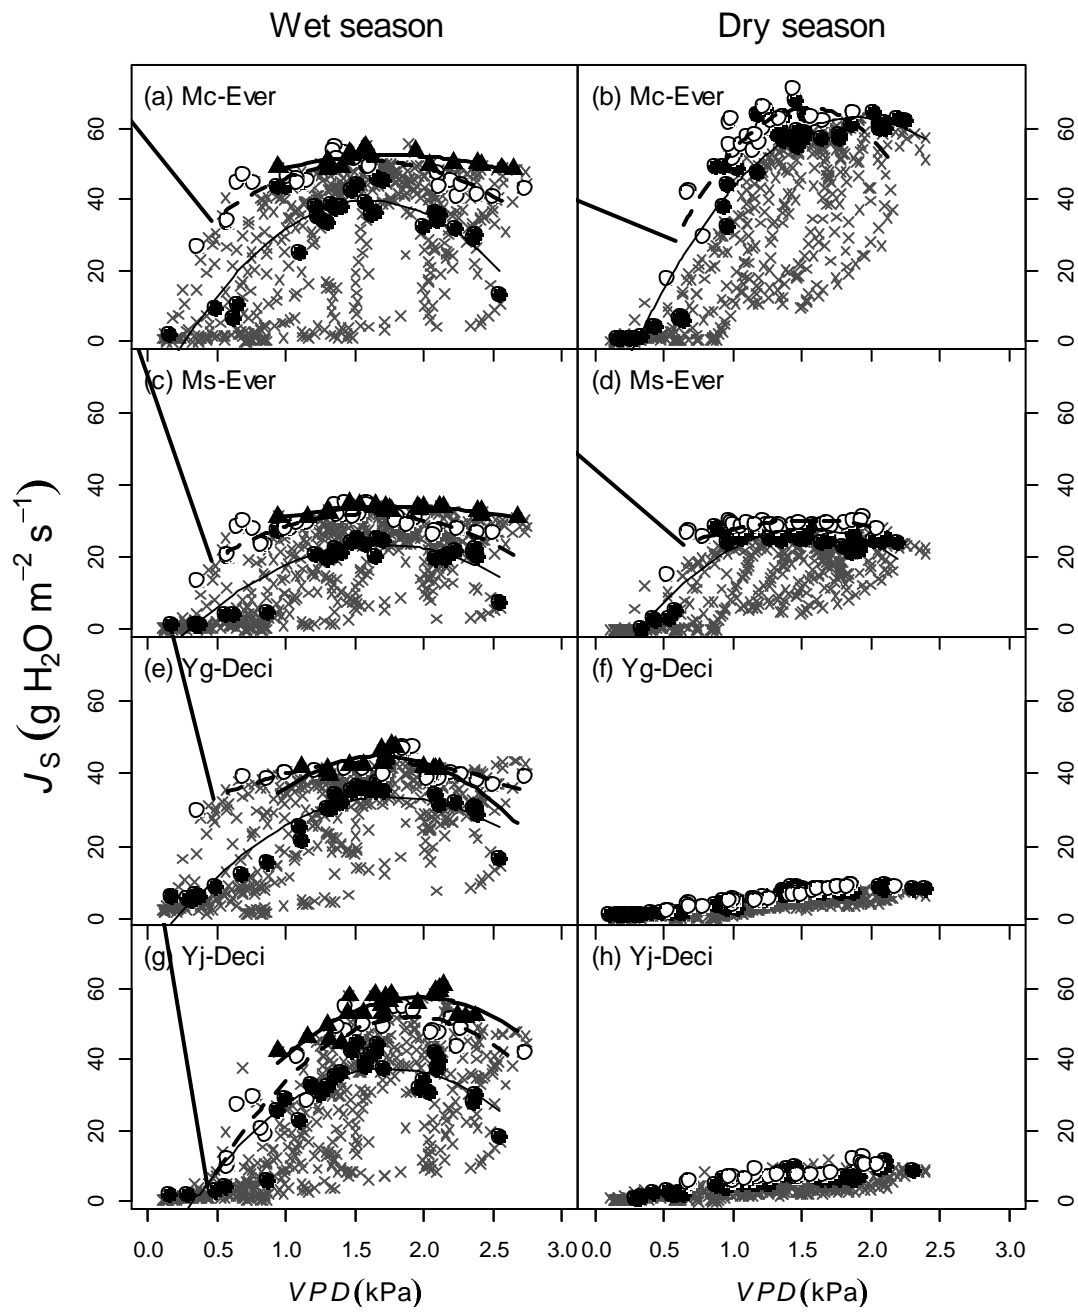 Wet season
Dry season
(a) Mc-Ever
(b) Mc-Ever
(c) Ms-Ever
(d) Ms-Ever
(e) Yg-Deci
(f) Yg-Deci
(g) Yj-Deci
(h) Yj-Deci
J_S (g H₂O m⁻² s⁻¹)
60
40
20
0
60
40
20
0
60
40
20
0
60
40
20
0
60
40
20
0
60
40
20
0
60
40
20
0
60
40
20
0
0.0 0.5 1.0 1.5 2.0 2.5 3.0
0.0 0.5 1.0 1.5 2.0 2.5 3.0
VPD (kPa)
VPD (kPa)